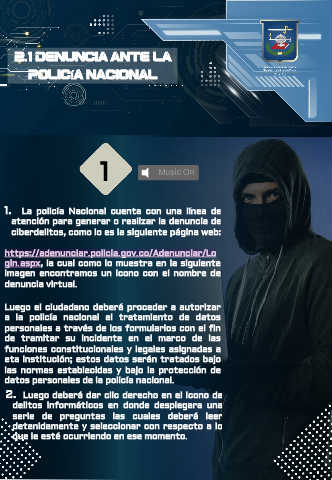 2.1 DENUNCIA ANTE LA
POLICÍA NACIONAL
1
Music On
1. La policía Nacional cuenta con una línea de
atención para generar o realizar la denuncia de
ciberdelitos, como lo es la siguiente página web:
https://adenunciar.policia.gov.co/Adenunciar/Lo
gin.aspx, la cual como lo muestra en la siguiente
imagen encontramos un icono con el nombre de
denuncia virtual.
Luego el ciudadano deberá proceder a autorizar
a la policía nacional el tratamiento de datos
personales a través de los formularios con el fin
de tramitar su incidente en el marco de las
funciones constitucionales y legales asignadas a
eta institución; estos datos serán tratados bajo
las normas establecidas y bajo la protección de
datos personales de la policía nacional.
2. Luego deberá dar clic derecho en el icono de
delitos informáticos en donde desplegara una
serie de preguntas las cuales deberá leer
detenidamente y seleccionar con respecto a lo
que le esté ocurriendo en ese momento.